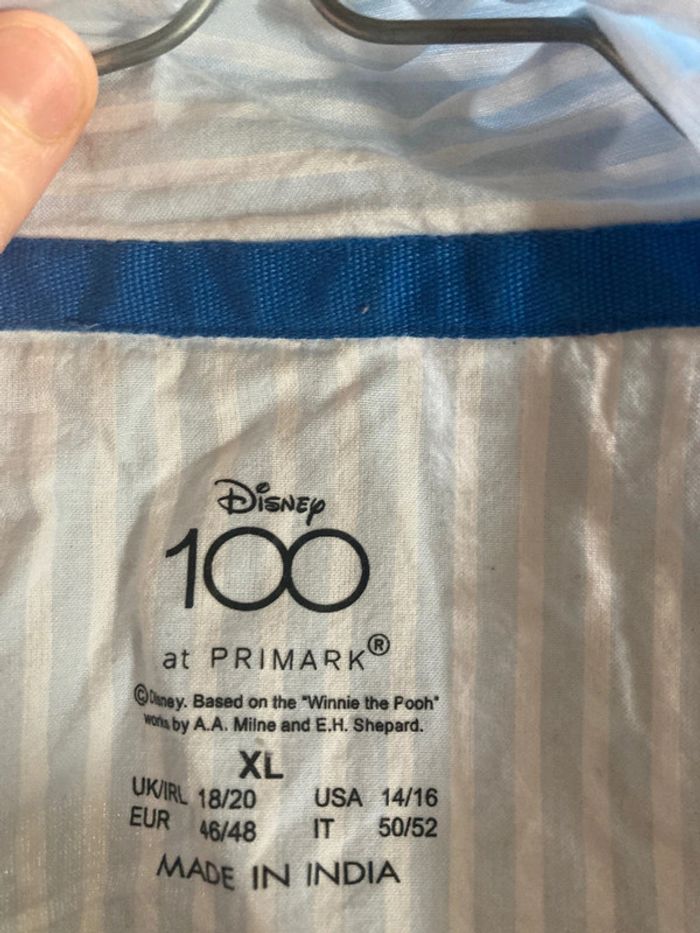 Disney
100
at PRIMARK®
©Disney. Based on the "Winnie the Pooh"
works by A.A. Milne and E.H. Shepard.
XL
UK/IRL 18/20 USA 14/16
EUR 46/48 IT 50/52
MADE IN INDIA